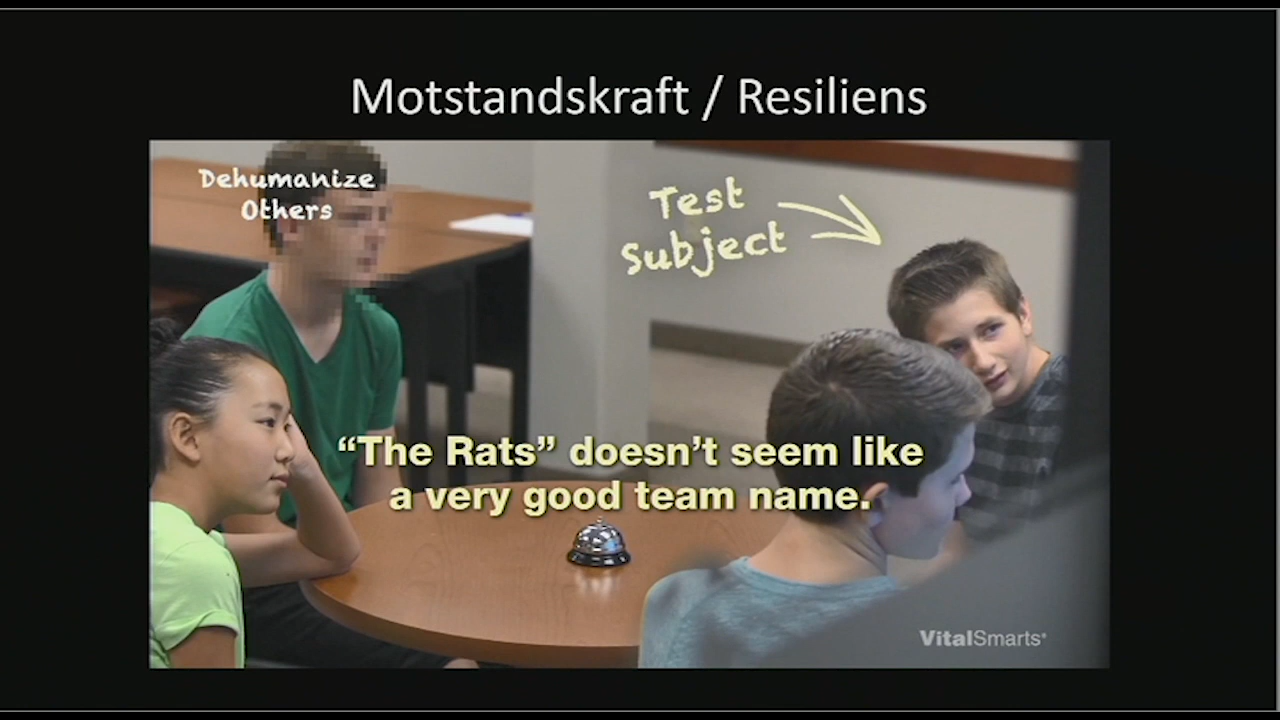 Motstandskraft / Resiliens
Dehumanize
Others
Test
Subject
“The Rats” doesn’t seem like
a very good team name.
VitalSmarts